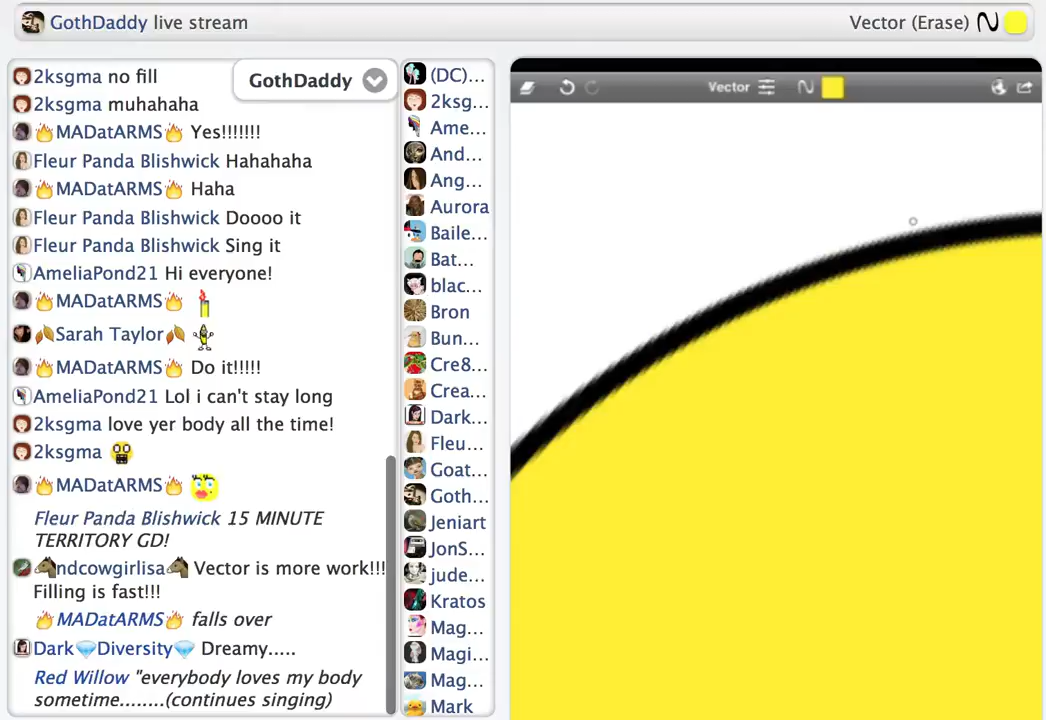 GothDaddy live stream
Vector (Erase)
GothDaddy
2ksgma no fill
2ksgma muhahaha
MADatARMS Yes!!!!!!!
Fleur Panda Blishwick Hahahaha
MADatARMS Haha
Fleur Panda Blishwick Doooo it
Fleur Panda Blishwick Sing it
AmeliaPond21 Hi everyone!
MADatARMS
Sarah Taylor
MADatARMS Do it!!!!!
AmeliaPond21 Lol i can't stay long
2ksgma love yer body all the time!
2ksgma
MADatARMS
Fleur Panda Blishwick 15 MINUTE
TERRITORY GD!
ndcowgirlisa Vector is more work!!!
Filling is fast!!!
MADatARMS falls over
Dark Diversity Dreamy.....
Red Willow "everybody loves my body
sometime........(continues singing)
(DC)...
2ksg...
Ame...
And...
Ang...
Aurora
Baile...
Bat...
blac...
Bron
Bun...
Cre8...
Crea...
Dark...
Fleu...
Goat...
Goth...
Jeniart
JonS...
jude...
Kratos
Mag...
Magi...
Mag...
Mark
Vector